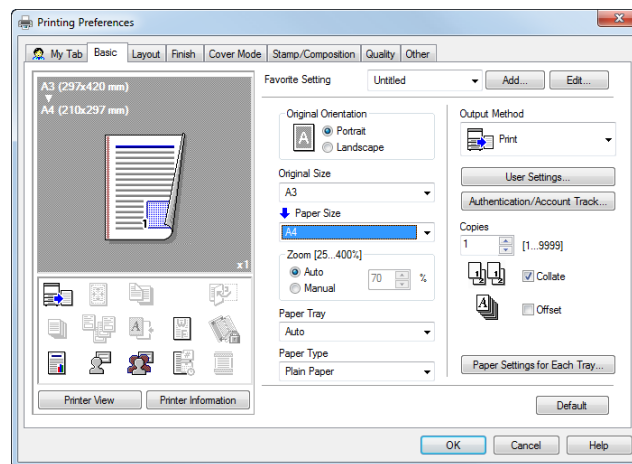 Printing Preferences
My Tab Basic Layout Finish Cover Mode Stamp/Composition Quality Other
A3 (297x420 mm)
A4 (210x297 mm)
1
x1
Printer View Printer Information
Favorite Setting Untitled Add... Edit...
Original Orientation
A Portrait
Landscape
Original Size
A3
Paper Size
A4
Zoom [25...400%]
Auto
Manual
70 %
Paper Tray
Auto
Paper Type
Plain Paper
Output Method
Print
User Settings...
Authentication/Account Track...
Copies
1 [1...9999]
Collate
Offset
Paper Settings for Each Tray...
Default
OK Cancel Help